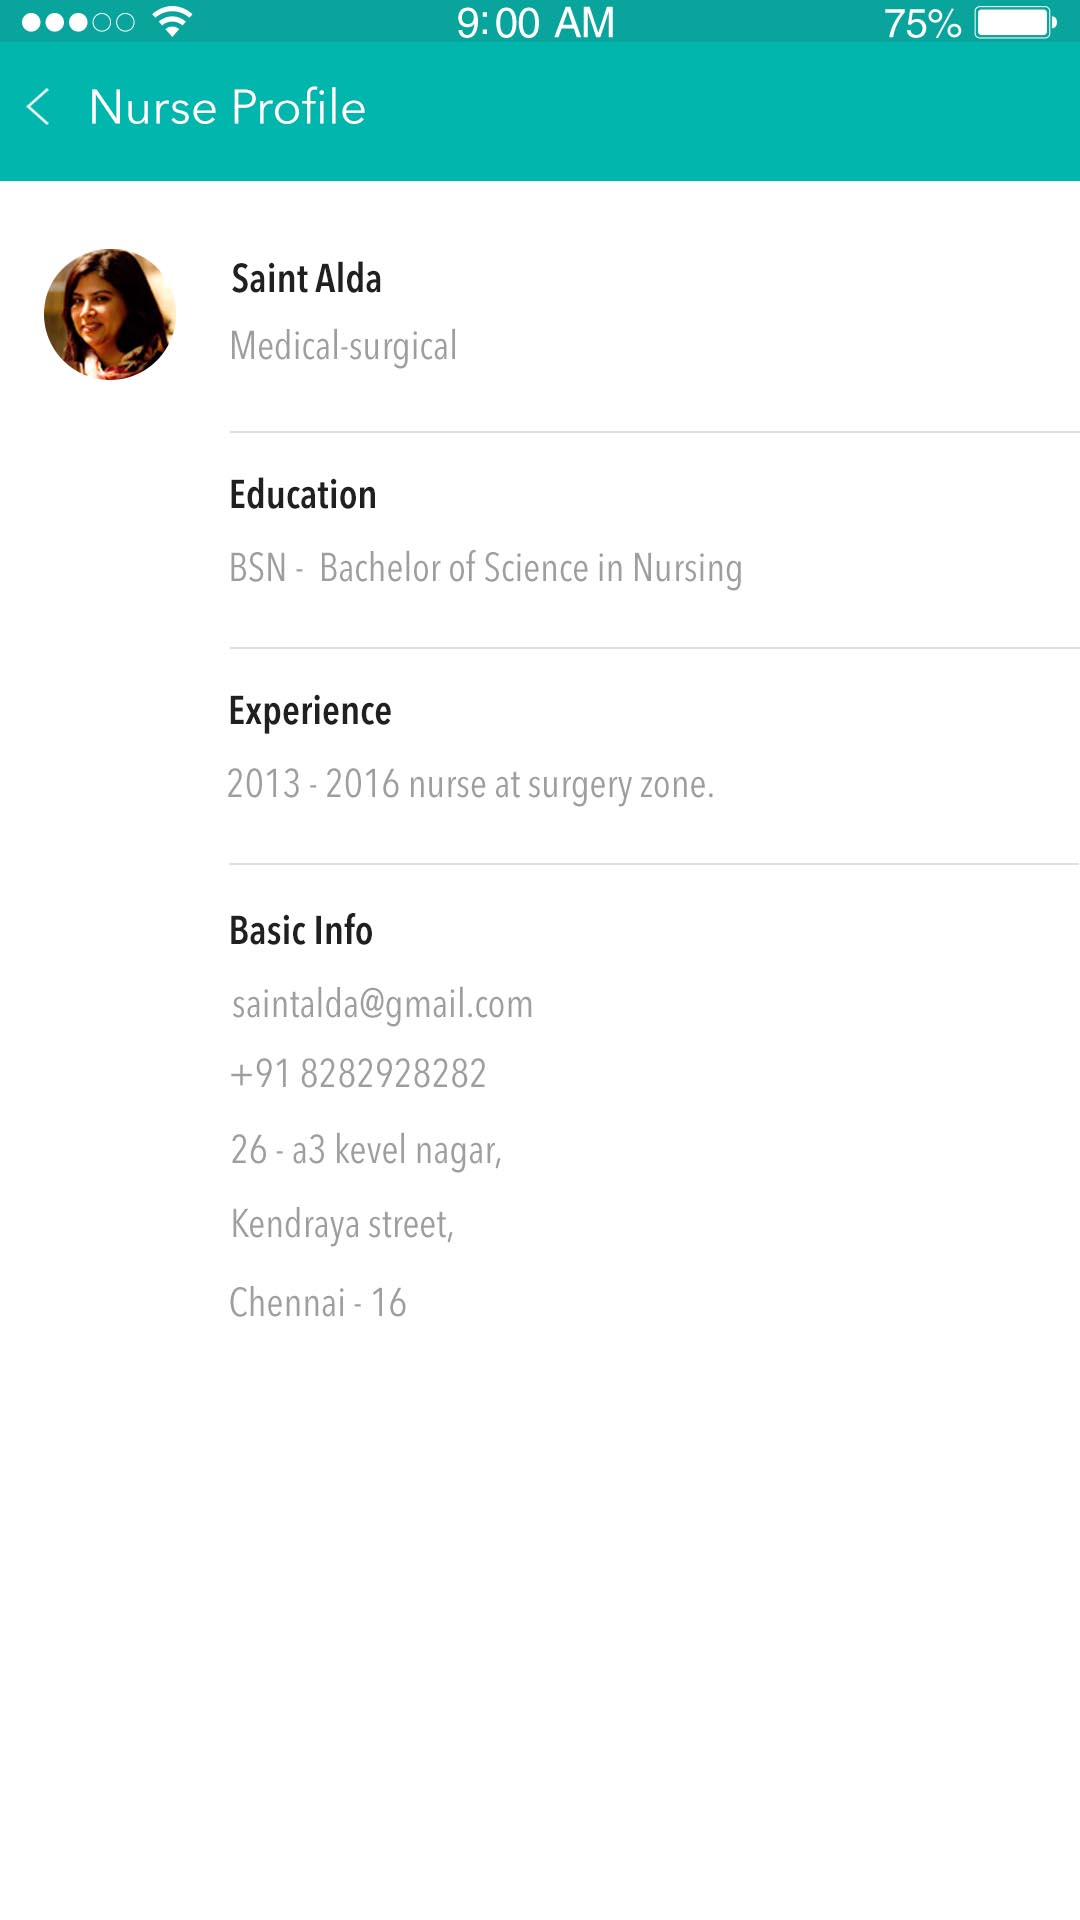 9:00 AM 75%
Nurse Profile
Saint Alda
Medical-surgical
Education
BSN -  Bachelor of Science in Nursing
Experience
2013 - 2016 nurse at surgery zone.
Basic Info
saintalda@gmail.com
+91 8282928282
26 - a3 kevel nagar,
Kendraya street,
Chennai - 16